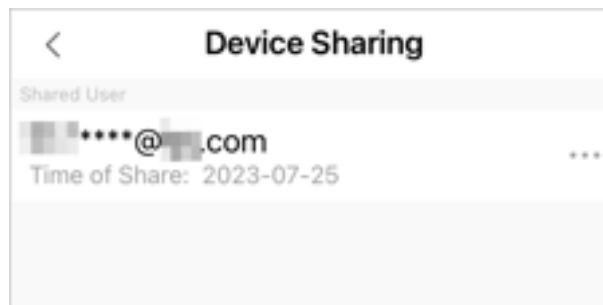 Device Sharing
Shared User
****@ .com
Time of Share: 2023-07-25